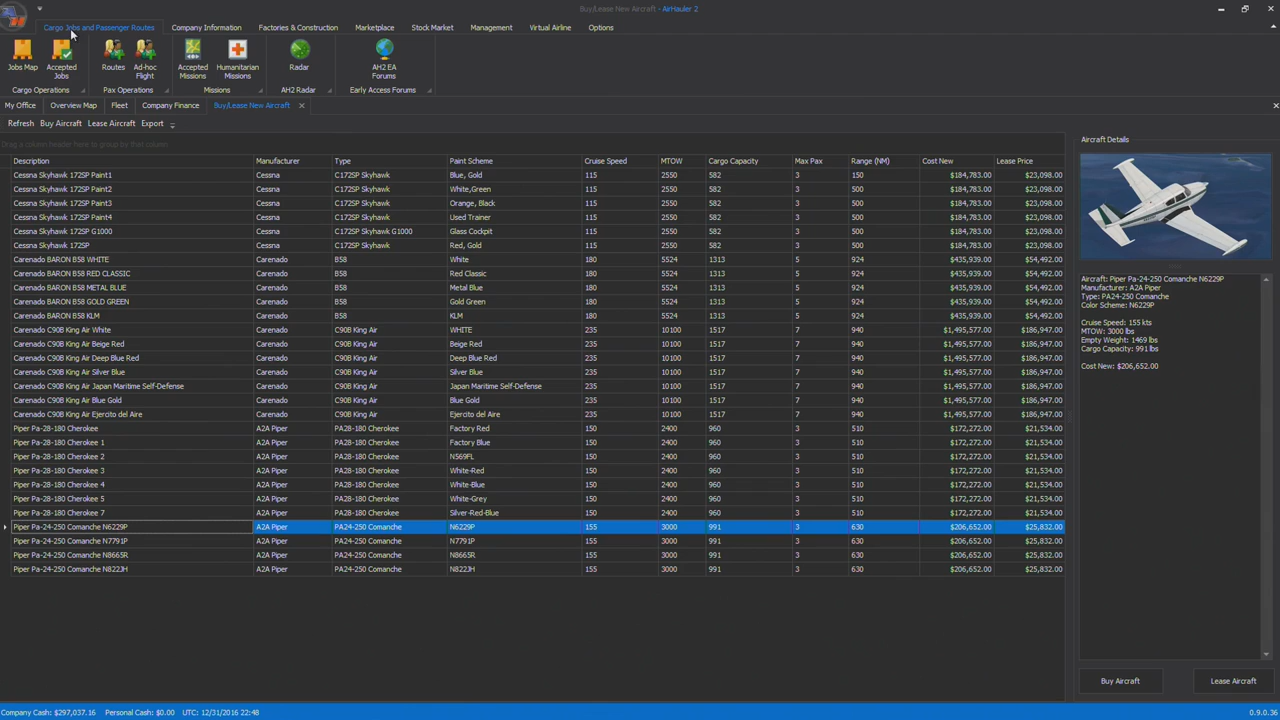 Buy/Lease New Aircraft - AirHauler 2
Cargo Jobs and Passenger Routes Company Information Factories & Construction Marketplace Stock Market Management Virtual Airline Options
Jobs Map Accepted Jobs Routes Ad-hoc Flight Accepted Missions Humanitarian Missions Radar AH2 EA Forums
Cargo Operations Pax Operations Missions AH2 Radar Early Access Forums
My Office Overview Map Fleet Company Finance Buy/Lease New Aircraft
Refresh Buy Aircraft Lease Aircraft Export
Aircraft Details
Drag a column header here to group by that column
Description Manufacturer Type Paint Scheme Cruise Speed MTOW Cargo Capacity Max Pax Range (NM) Cost New Lease Price
Cessna Skyhawk 172SP Paint1 Cessna C172SP Skyhawk Blue, Gold 115 2550 582 3 150 $184,783.00 $23,098.00
Cessna Skyhawk 172SP Paint2 Cessna C172SP Skyhawk White,Green 115 2550 582 3 500 $184,783.00 $23,098.00
Cessna Skyhawk 172SP Paint3 Cessna C172SP Skyhawk Orange, Black 115 2550 582 3 500 $184,783.00 $23,098.00
Cessna Skyhawk 172SP Paint4 Cessna C172SP Skyhawk Used Trainer 115 2550 582 3 500 $184,783.00 $23,098.00
Cessna Skyhawk 172SP G1000 Cessna C172SP Skyhawk G1000 Glass Cockpit 115 2550 582 3 500 $184,783.00 $23,098.00
Cessna Skyhawk 172SP Cessna C172SP Skyhawk Red, Gold 115 2550 582 3 500 $184,783.00 $23,098.00
Carenado BARON B58 WHITE Carenado B58 White 180 5524 1313 5 924 $435,939.00 $54,492.00
Carenado BARON B58 RED CLASSIC Carenado B58 Red Classic 180 5524 1313 5 924 $435,939.00 $54,492.00
Carenado BARON B58 METAL BLUE Carenado B58 Metal Blue 180 5524 1313 5 924 $435,939.00 $54,492.00
Carenado BARON B58 GOLD GREEN Carenado B58 Gold Green 180 5524 1313 5 924 $435,939.00 $54,492.00
Carenado BARON B58 KLM Carenado B58 KLM 180 5524 1313 5 924 $435,939.00 $54,492.00
Carenado C90B King Air White Carenado C90B King Air WHITE 235 10100 1517 7 940 $1,495,577.00 $186,947.00
Carenado C90B King Air Beige Red Carenado C90B King Air Beige Red 235 10100 1517 7 940 $1,495,577.00 $186,947.00
Carenado C90B King Air Deep Blue Red Carenado C90B King Air Deep Blue Red 235 10100 1517 7 940 $1,495,577.00 $186,947.00
Carenado C90B King Air Silver Blue Carenado C90B King Air Silver Blue 235 10100 1517 7 940 $1,495,577.00 $186,947.00
Carenado C90B King Air Japan Maritime Self-Defense Carenado C90B King Air Japan Maritime Self-Defense 235 10100 1517 7 940 $1,495,577.00 $186,947.00
Carenado C90B King Air Blue Gold Carenado C90B King Air Blue Gold 235 10100 1517 7 940 $1,495,577.00 $186,947.00
Carenado C90B King Air Ejercito del Aire Carenado C90B King Air Ejercito del Aire 235 10100 1517 7 940 $1,495,577.00 $186,947.00
Piper Pa-28-180 Cherokee A2A Piper PA28-180 Cherokee Factory Red 150 2400 960 3 510 $172,272.00 $21,534.00
Piper Pa-28-180 Cherokee 1 A2A Piper PA28-180 Cherokee Factory Blue 150 2400 960 3 510 $172,272.00 $21,534.00
Piper Pa-28-180 Cherokee 2 A2A Piper PA28-180 Cherokee N569FL 150 2400 960 3 510 $172,272.00 $21,534.00
Piper Pa-28-180 Cherokee 3 A2A Piper PA28-180 Cherokee White-Red 150 2400 960 3 510 $172,272.00 $21,534.00
Piper Pa-28-180 Cherokee 4 A2A Piper PA28-180 Cherokee White-Blue 150 2400 960 3 510 $172,272.00 $21,534.00
Piper Pa-28-180 Cherokee 5 A2A Piper PA28-180 Cherokee White-Grey 150 2400 960 3 510 $172,272.00 $21,534.00
Piper Pa-28-180 Cherokee 7 A2A Piper PA28-180 Cherokee Silver-Red-Blue 150 2400 960 3 510 $172,272.00 $21,534.00
Piper Pa-24-250 Comanche N6229P A2A Piper PA24-250 Comanche N6229P 155 3000 991 3 630 $206,652.00 $25,832.00
Piper Pa-24-250 Comanche N7791P A2A Piper PA24-250 Comanche N7791P 155 3000 991 3 630 $206,652.00 $25,832.00
Piper Pa-24-250 Comanche N8665R A2A Piper PA24-250 Comanche N8665R 155 3000 991 3 630 $206,652.00 $25,832.00
Piper Pa-24-250 Comanche N822JH A2A Piper PA24-250 Comanche N822JH 155 3000 991 3 630 $206,652.00 $25,832.00
Aircraft: Piper Pa-24-250 Comanche N6229P
Manufacturer: A2A Piper
Type: PA24-250 Comanche
Color Scheme: N6229P
Cruise Speed: 155 kts
MTOW: 3000 lbs
Empty Weight: 1469 lbs
Cargo Capacity: 991 lbs
Cost New: $206,652.00
Buy Aircraft Lease Aircraft
Company Cash: $297,037.16 Personal Cash: $0.00 UTC: 12/31/2016 22:48 0.9.0.36